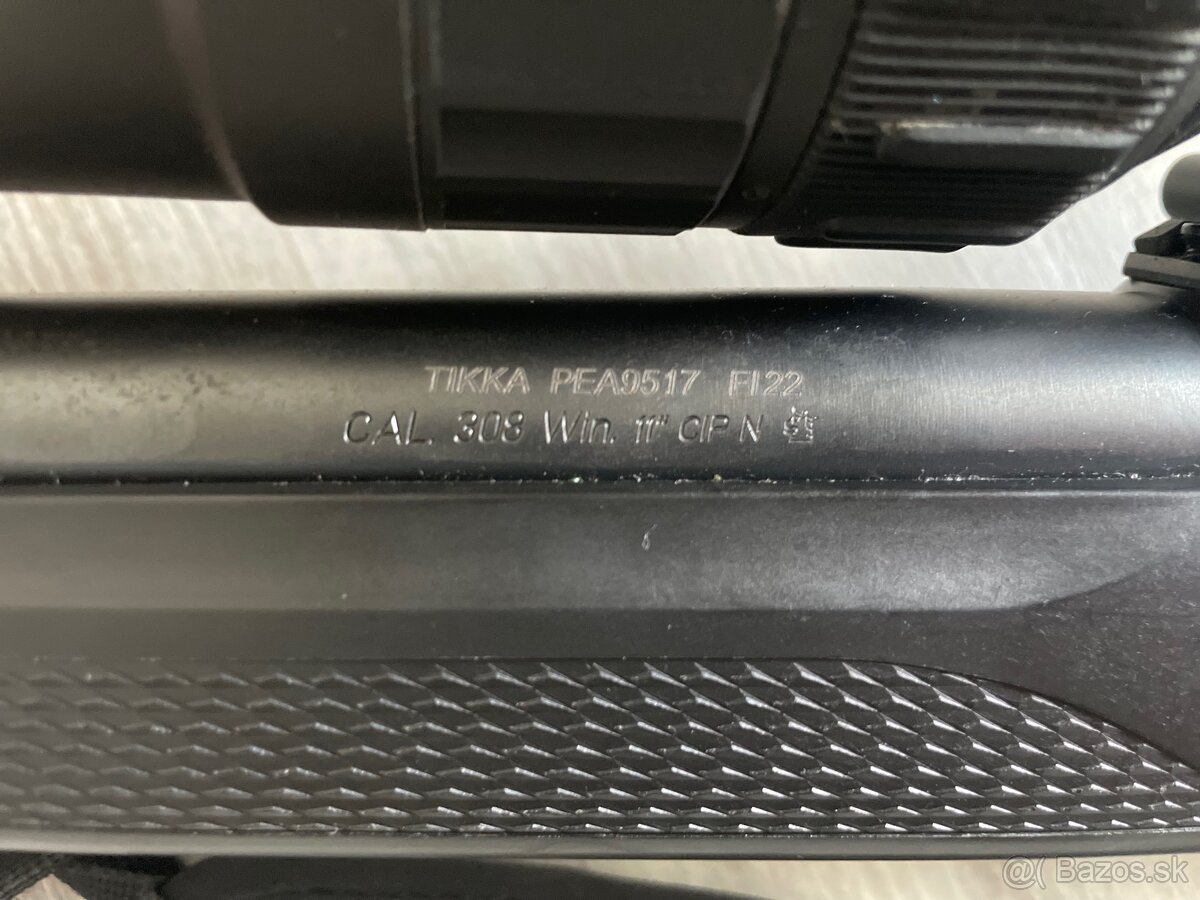 TIKKA PEA9517 FI22
CAL. 308 Win. 11" CIP N
@( Bazos.sk